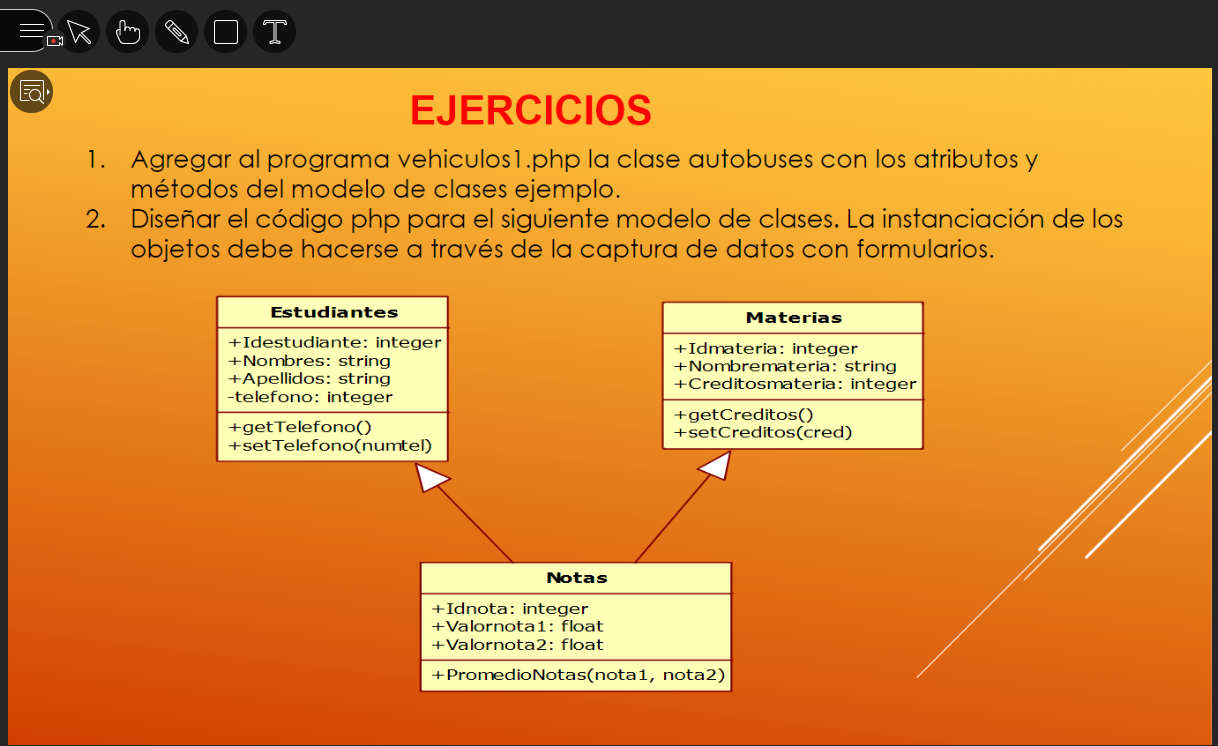 EJERCICIOS
1. Agregar al programa vehiculos1.php la clase autobuses con los atributos y
métodos del modelo de clases ejemplo.
2. Diseñar el código php para el siguiente modelo de clases. La instanciación de los
objetos debe hacerse a través de la captura de datos con formularios.
Estudiantes
+Idestudiante: integer
+Nombres: string
+Apellidos: string
-telefono: integer
+getTelefono()
+setTelefono(numtel)
Materias
+Idmateria: integer
+Nombremateria: string
+Creditosmateria: integer
+getCreditos()
+setCreditos(cred)
Notas
+Idnota: integer
+Valornota1: float
+Valornota2: float
+PromedioNotas(nota1, nota2)